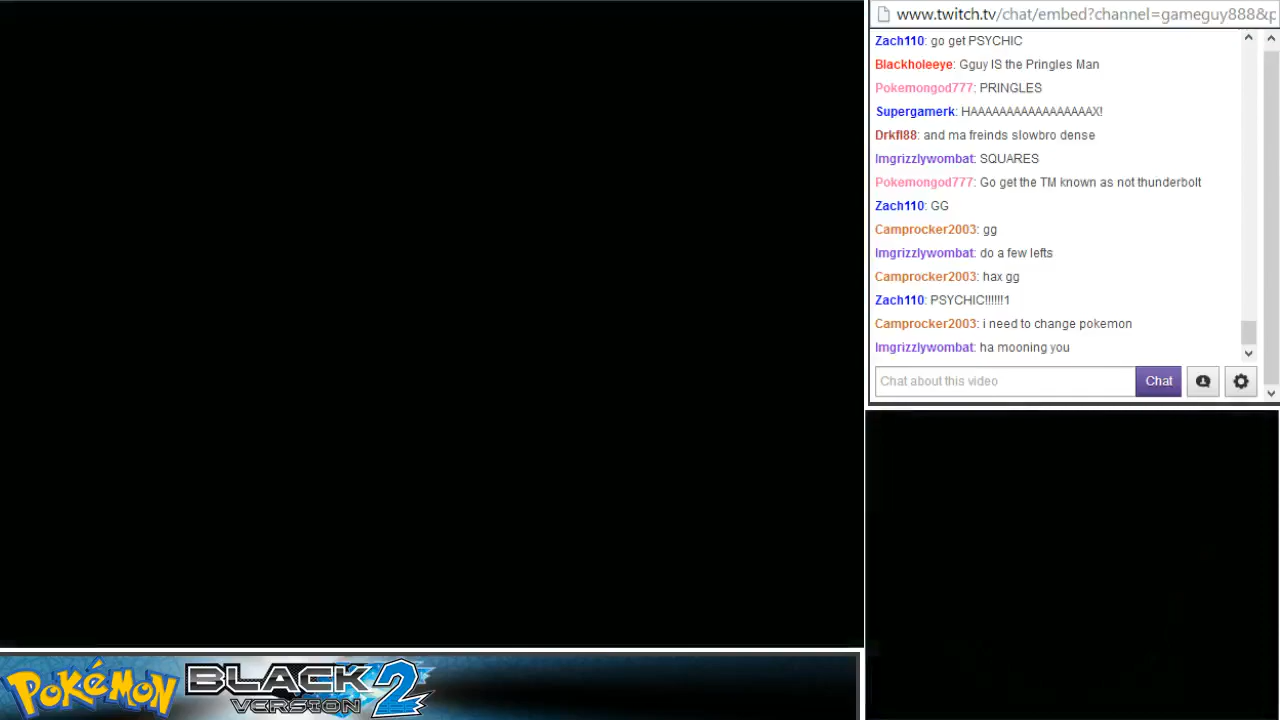 www.twitch.tv/chat/embed?channel=gameguy888&p
Zach110: go get PSYCHIC
Blackholeeye: Gguy IS the Pringles Man
Pokemongod777: PRINGLES
Supergamerk: HAAAAAAAAAAAAAAAAX!
Drkfl88: and ma freinds slowbro dense
Imgrizzlywombat: SQUARES
Pokemongod777: Go get the TM known as not thunderbolt
Zach110: GG
Camprocker2003: gg
Imgrizzlywombat: do a few lefts
Camprocker2003: hax gg
Zach110: PSYCHIC!!!!!!1
Camprocker2003: i need to change pokemon
Imgrizzlywombat: ha mooning you
Chat about this video
Chat
POKéMON BLACK 2
VERSION